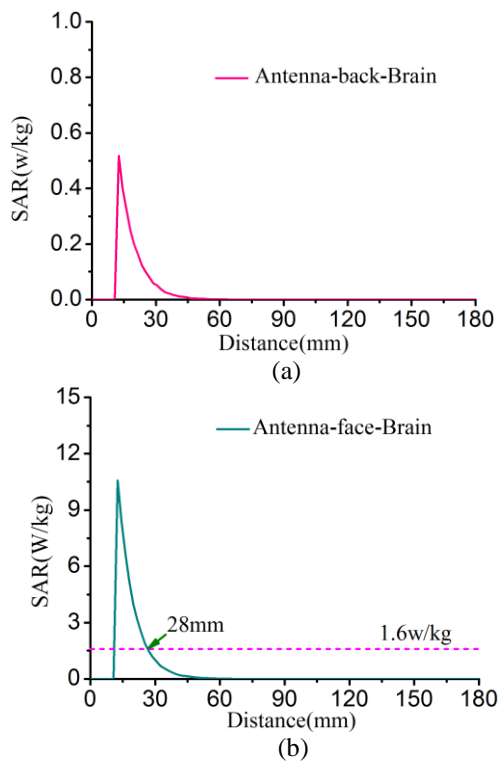 1.0
Antenna-back-Brain
0.8
0.6
0.4
0.2
0.0
SAR(w/kg)
0 30 60 90 120 150 180
Distance(mm)
(a)
15
Antenna-face-Brain
12
9
6
3
0
SAR(W/kg)
28mm
1.6w/kg
0 30 60 90 120 150 180
Distance(mm)
(b)